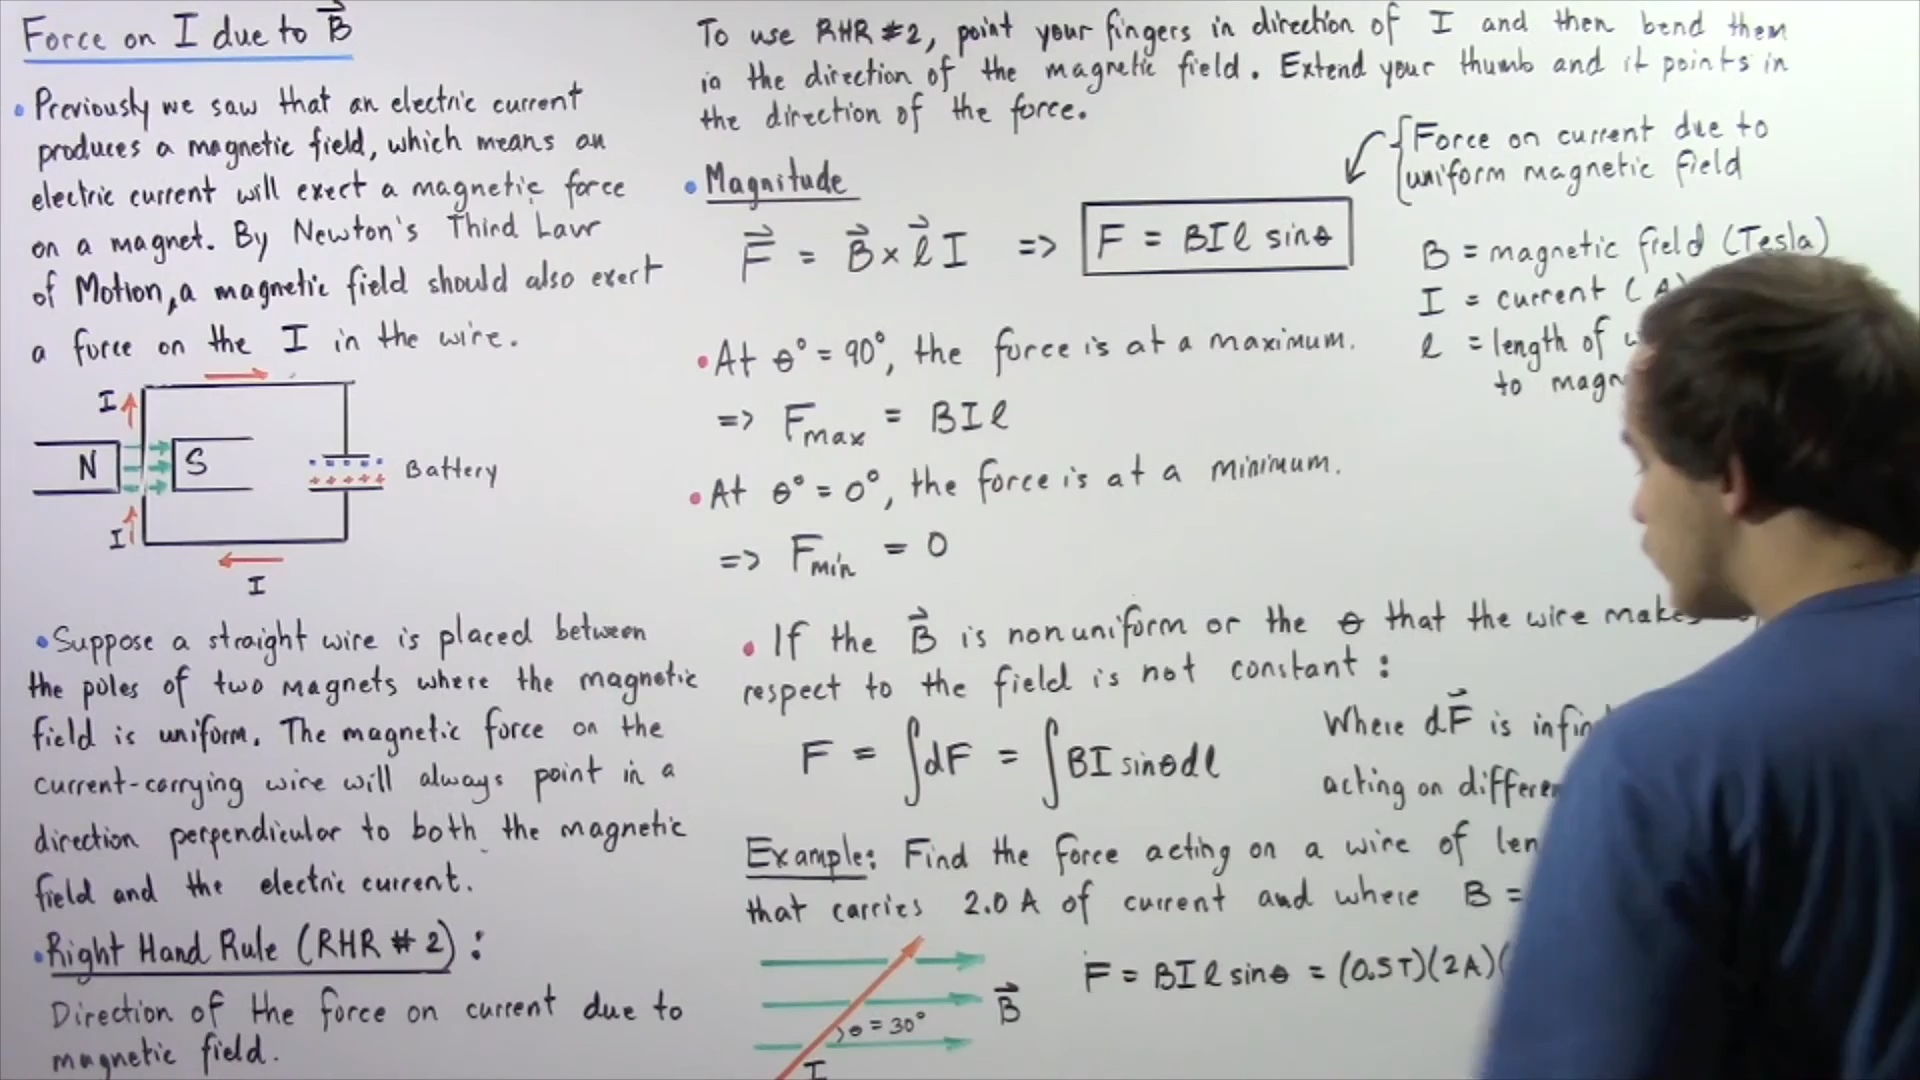 Force on I due to B⃗
• Previously we saw that an electric current
produces a magnetic field, which means an
electric current will exert a magnetic force
on a magnet. By Newton's Third Law
of Motion, a magnetic field should also exert
a force on the I in the wire.
I
N S Battery
I
I
• Suppose a straight wire is placed between
the poles of two magnets where the magnetic
field is uniform. The magnetic force on the
current-carrying wire will always point in a
direction perpendicular to both the magnetic
field and the electric current.
• Right Hand Rule (RHR #2):
Direction of the force on current due to
magnetic field.
To use RHR #2, point your fingers in direction of I and then bend them
in the direction of the magnetic field. Extend your thumb and it points in
the direction of the force.
• Magnitude
F⃗ = B⃗ × ℓ⃗ I => F = BIℓ sinθ
{Force on current due to
uniform magnetic field
B = magnetic field (Tesla)
I = current (A)
ℓ = length of
to
• At θ° = 90°, the force is at a maximum.
=> Fmax = BIℓ
• At θ° = 0°, the force is at a minimum.
=> Fmin = 0
• If the B⃗ is nonuniform or the θ that the wire makes
respect to the field is not constant:
F = ∫dF = ∫BI sinθdℓ
Where dF⃗ is
acting on
Example: Find the force acting on a wire of
that carries 2.0 A of current and where B =
F = BIℓ sinθ = (0.5T)(2A)(
B⃗
θ = 30°
I